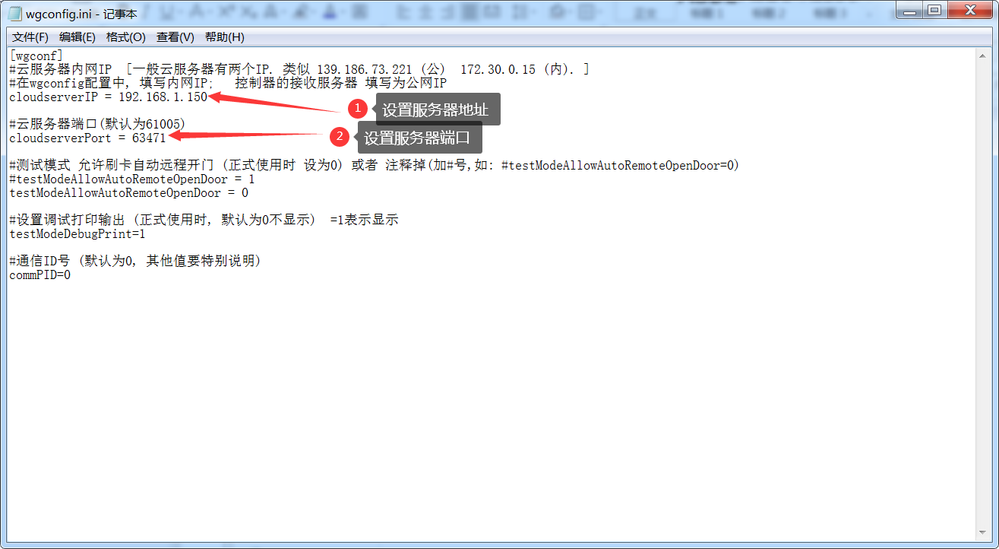 wgconfig.ini - 记事本
文件(F) 编辑(E) 格式(O) 查看(V) 帮助(H)
[wgconf]
#云服务器内网IP [一般云服务器有两个IP. 类似 139.186.73.221 (公) 172.30.0.15 (内). ]
#在wgconfig配置中, 填写内网IP; 控制器的接收服务器 填写为公网IP
cloudserverIP = 192.168.1.150
1 设置服务器地址
#云服务器端口(默认为61005)
cloudserverPort = 63471
2 设置服务器端口
#测试模式 允许刷卡自动远程开门 (正式使用时 设为0) 或者 注释掉(加#号,如: #testModeAllowAutoRemoteOpenDoor=0)
#testModeAllowAutoRemoteOpenDoor = 1
testModeAllowAutoRemoteOpenDoor = 0
#设置调试打印输出 (正式使用时, 默认为0不显示) =1表示显示
testModeDebugPrint=1
#通信ID号 (默认为0, 其他值要特别说明)
commPID=0